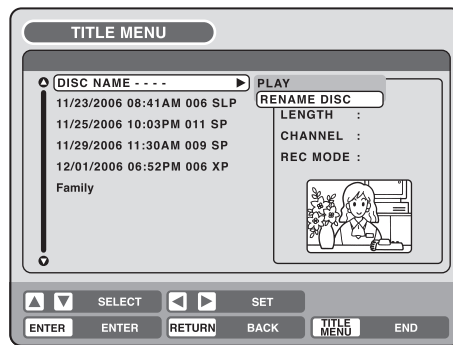 TITLE MENU
DISC NAME - - - -
PLAY
RENAME DISC
11/23/2006 08:41AM 006 SLP
LENGTH :
11/25/2006 10:03PM 011 SP
CHANNEL :
11/29/2006 11:30AM 009 SP
REC MODE :
12/01/2006 06:52PM 006 XP
Family
SELECT SET
ENTER ENTER RETURN BACK TITLE MENU END